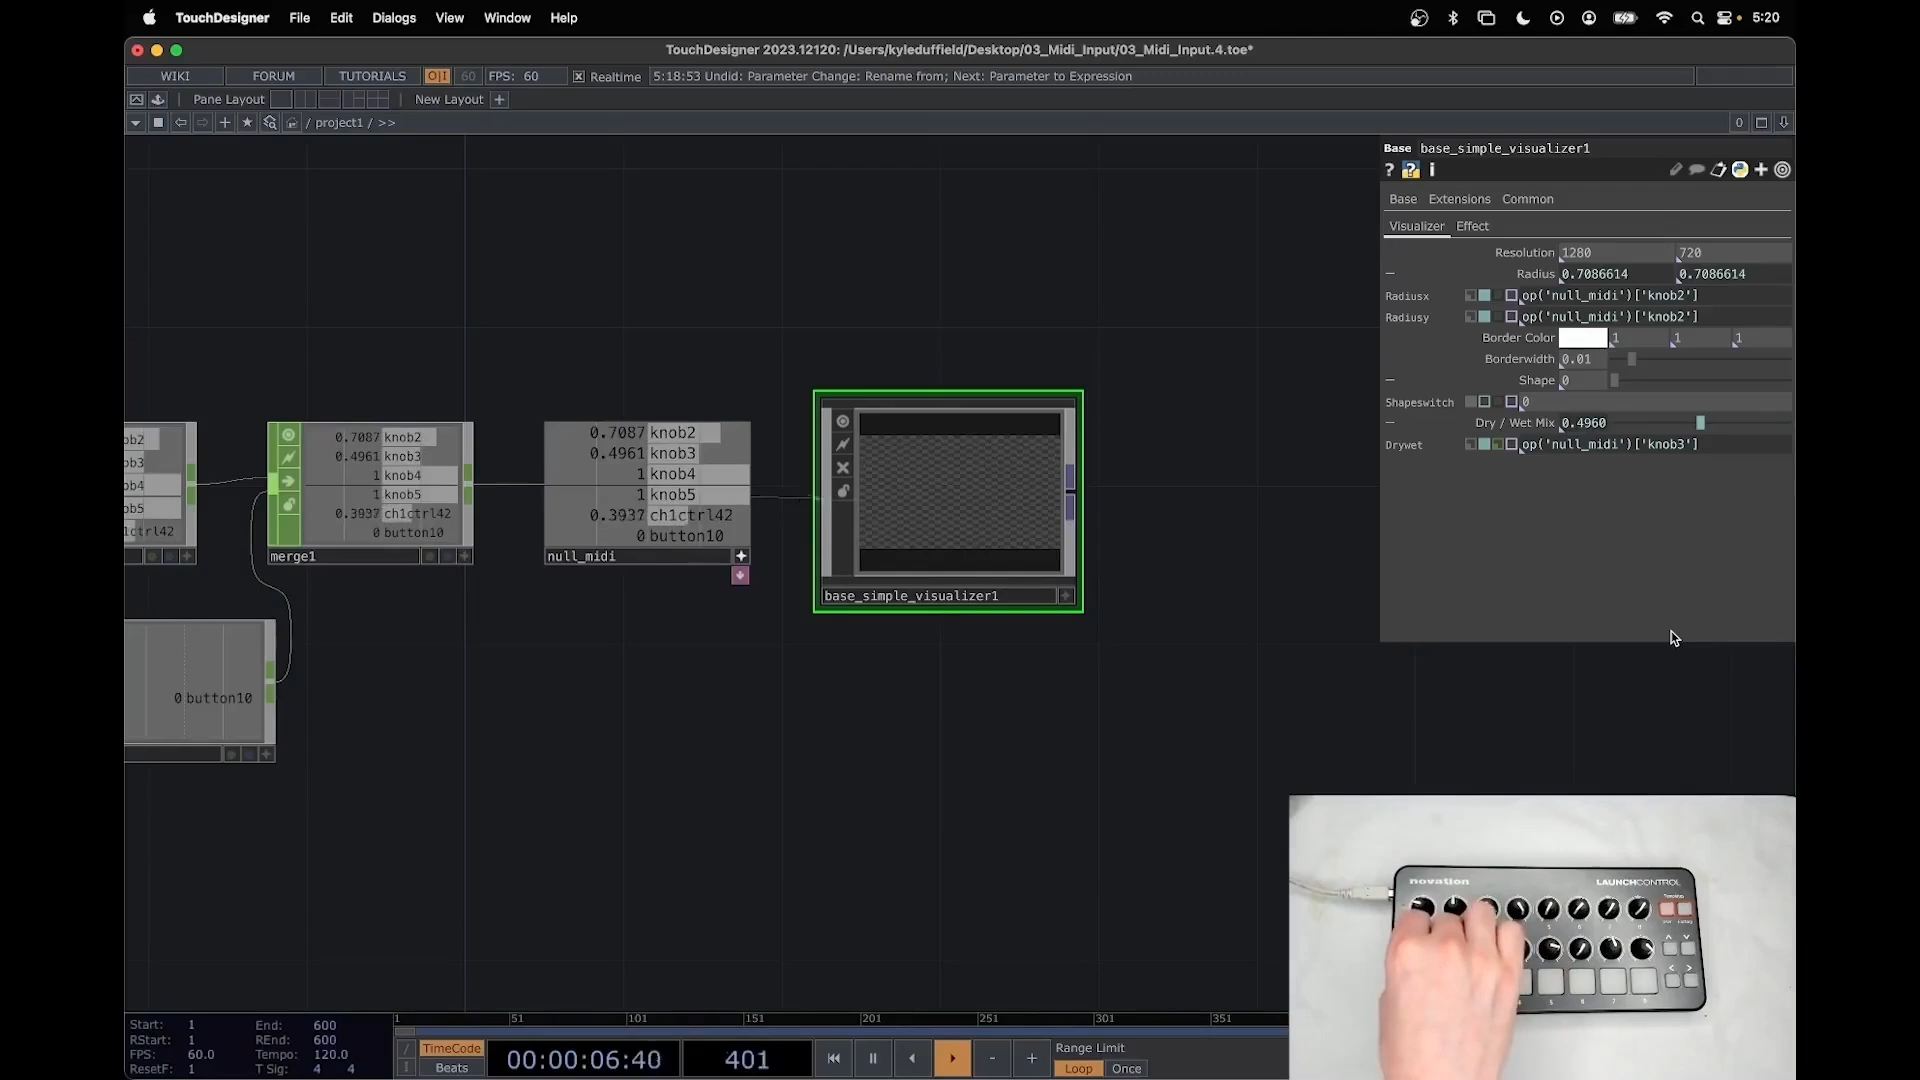 TouchDesigner File Edit Dialogs View Window Help 5:20
TouchDesigner 2023.12120: /Users/kyleduffield/Desktop/03_Midi_Input/03_Midi_Input.4.toe*
WIKI FORUM TUTORIALS O|I 60 FPS: 60 Realtime 5:18:53 Undid: Parameter Change: Rename from; Next: Parameter to Expression
Pane Layout New Layout +
/ project1 / >> 0
Base base_simple_visualizer1
? ? i
Base Extensions Common
Visualizer Effect
Resolution 1280 720
Radius 0.7086614 0.7086614
Radiusx op('null_midi')['knob2']
Radiusy op('null_midi')['knob2']
Border Color 1 1 1
Borderwidth 0.01
Shape 0
Shapeswitch 0
Dry / Wet Mix 0.4960
Drywet op('null_midi')['knob3']
ob2
ob3
ob4
ob5
1ctrl42
0.7087 knob2
0.4961 knob3
1 knob4
1 knob5
0.3937 ch1ctrl42
0 button10
merge1
0.7087 knob2
0.4961 knob3
1 knob4
1 knob5
0.3937 ch1ctrl42
0 button10
null_midi
base_simple_visualizer1
0 button10
novation LAUNCHCONTROL
1 51 101 151 201 251 301 351
Start: 1 End: 600
RStart: 1 REnd: 600
FPS: 60.0 Tempo: 120.0
ResetF: 1 T Sig: 4 4
TimeCode
Beats
00:00:06:40 401
Range Limit
Loop Once